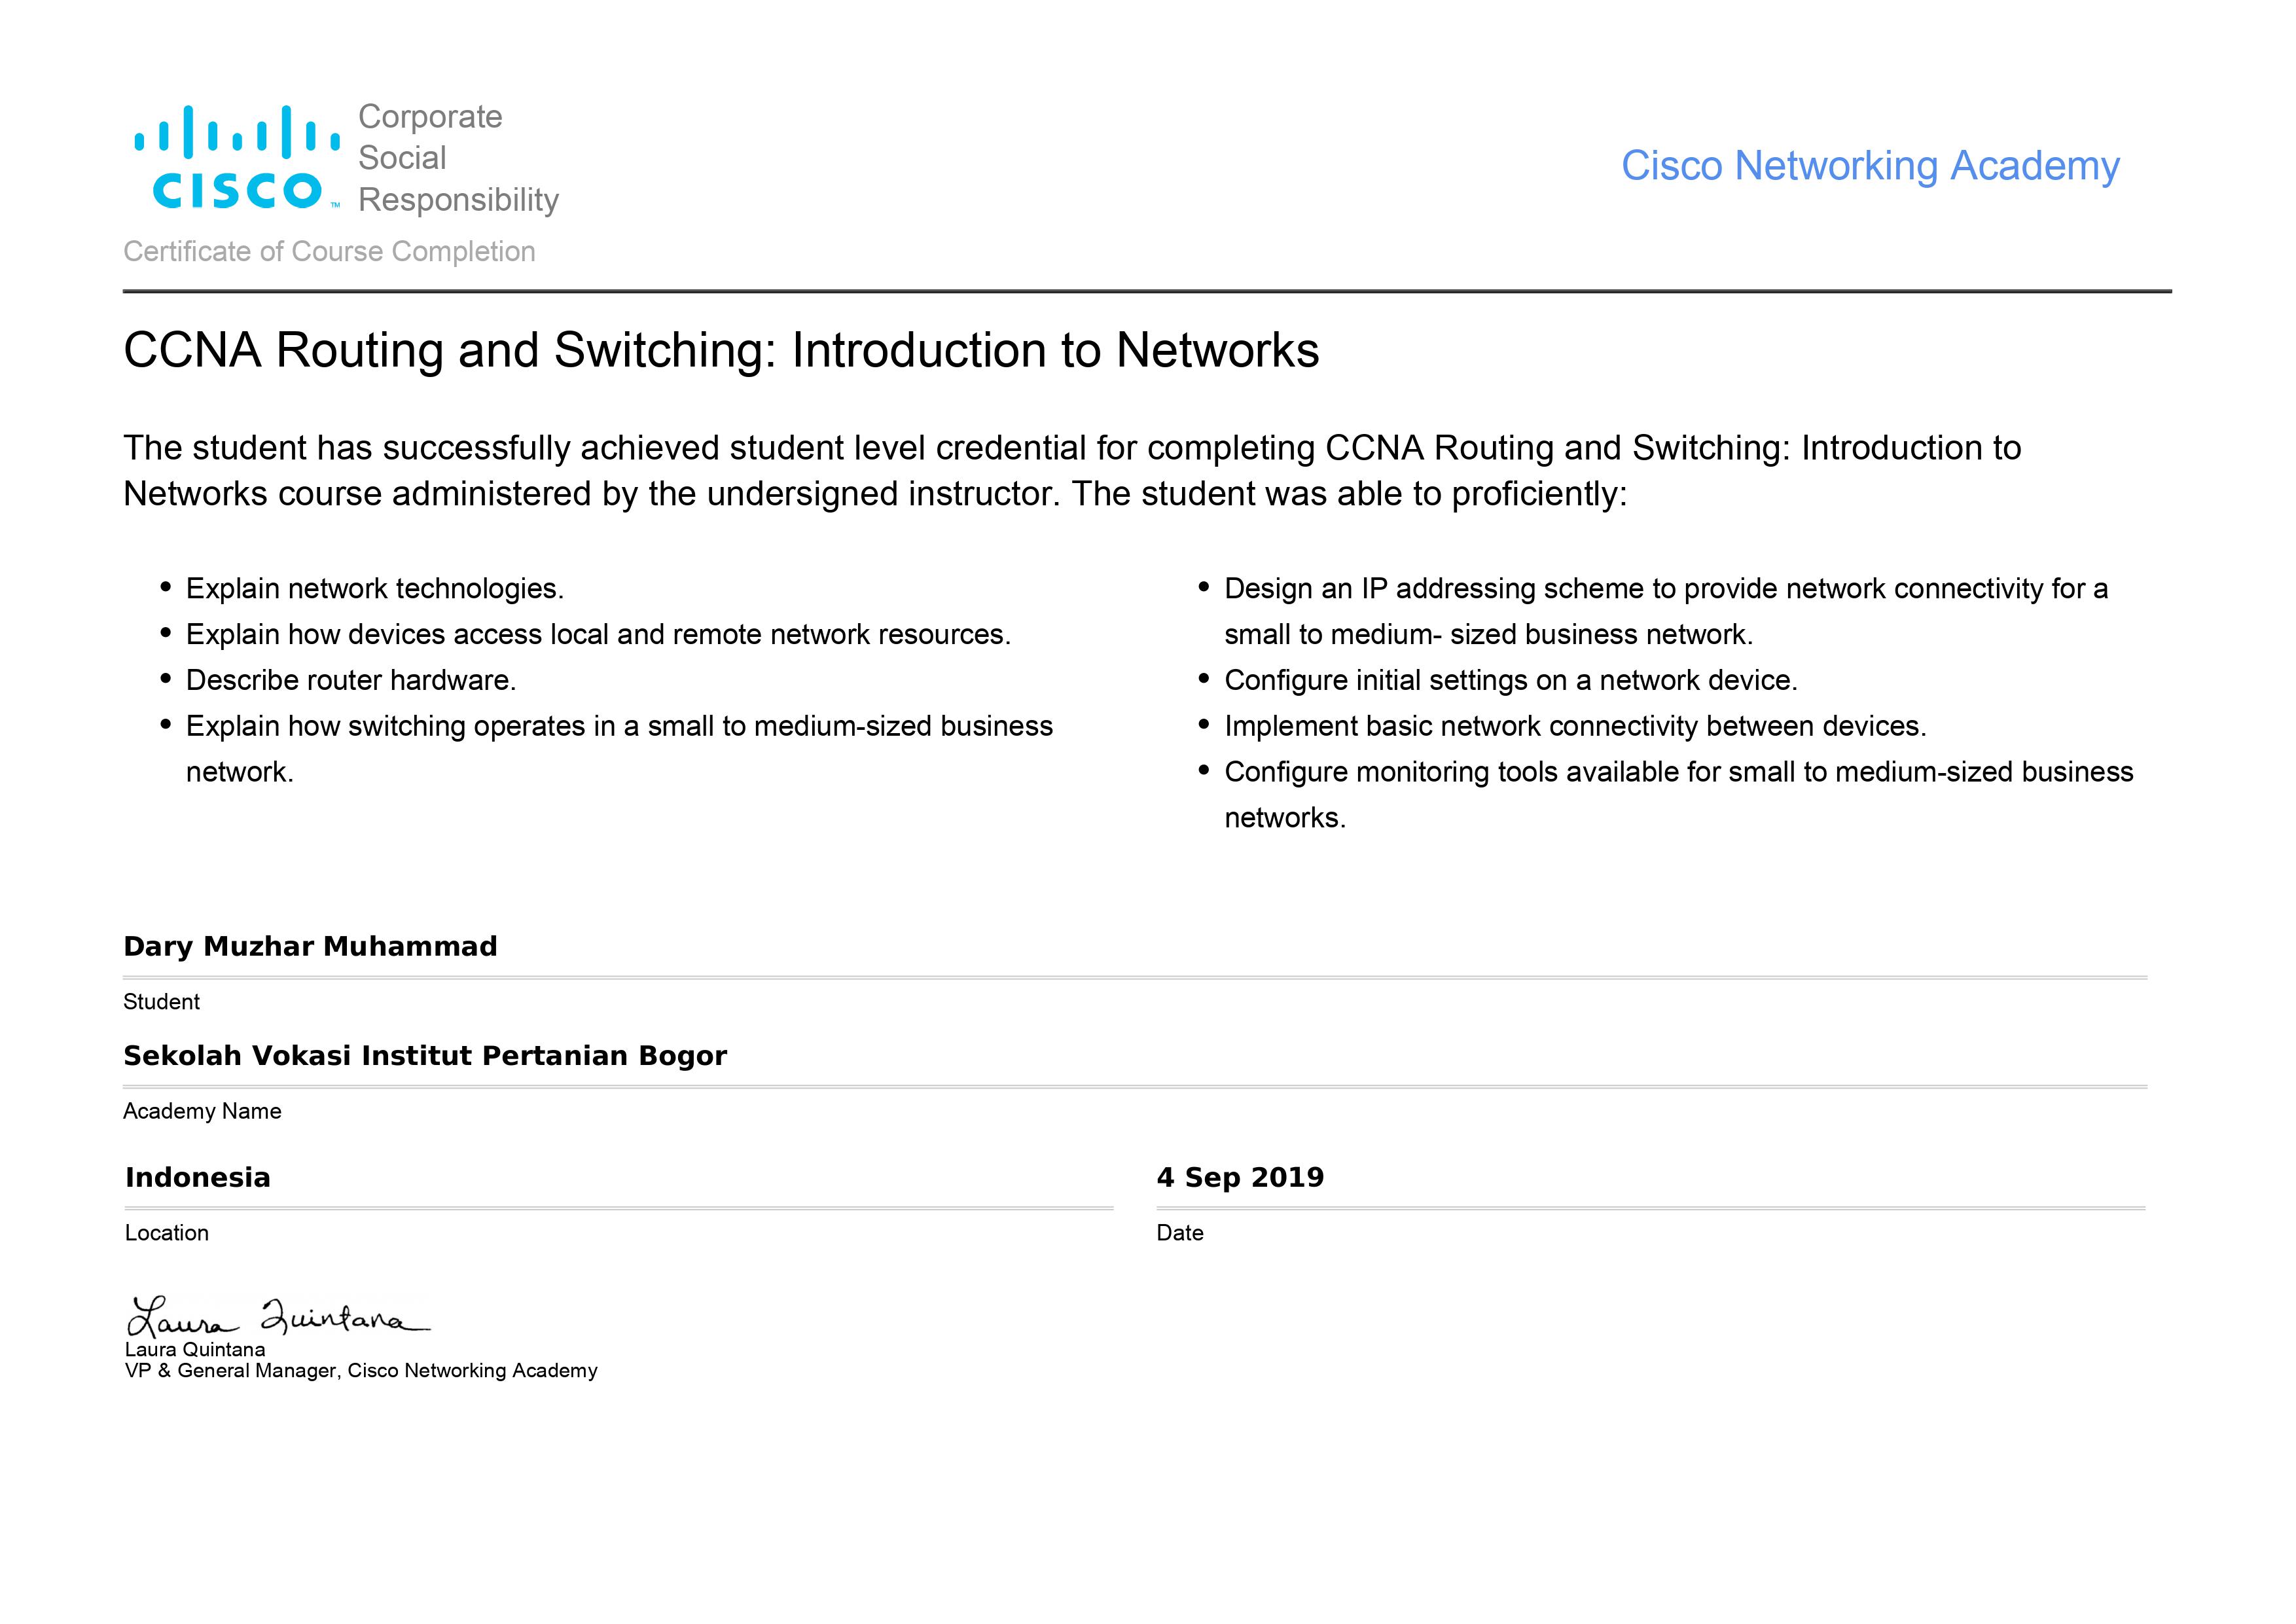 Corporate
Social
Responsibility
CISCO™
Cisco Networking Academy
Certificate of Course Completion
CCNA Routing and Switching: Introduction to Networks
The student has successfully achieved student level credential for completing CCNA Routing and Switching: Introduction to
Networks course administered by the undersigned instructor. The student was able to proficiently:
• Explain network technologies.
• Explain how devices access local and remote network resources.
• Describe router hardware.
• Explain how switching operates in a small to medium-sized business
network.
• Design an IP addressing scheme to provide network connectivity for a
small to medium- sized business network.
• Configure initial settings on a network device.
• Implement basic network connectivity between devices.
• Configure monitoring tools available for small to medium-sized business
networks.
Dary Muzhar Muhammad
Student
Sekolah Vokasi Institut Pertanian Bogor
Academy Name
Indonesia
Location
4 Sep 2019
Date
Laura Quintana
Laura Quintana
VP & General Manager, Cisco Networking Academy